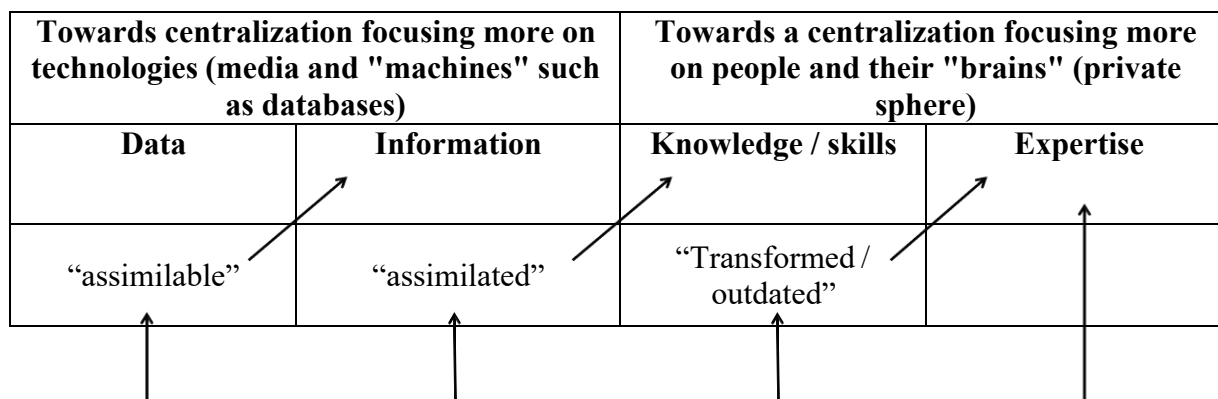 Towards centralization focusing more on
technologies (media and "machines" such
as databases)
Towards a centralization focusing more
on people and their "brains" (private
sphere)
Data
Information
Knowledge / skills
Expertise
“assimilable”
“assimilated”
“Transformed /
outdated”